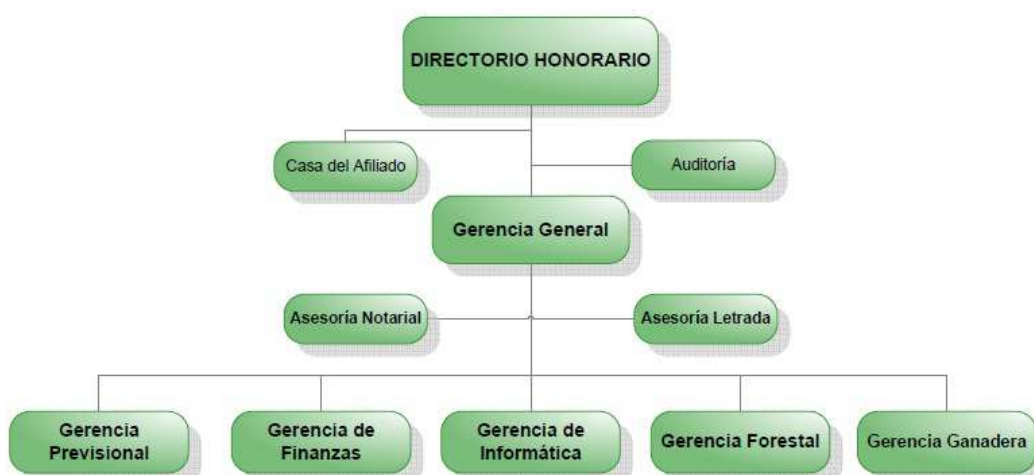 DIRECTORIO HONORARIO
Casa del Afiliado
Auditoría
Gerencia General
Asesoría Notarial
Asesoría Letrada
Gerencia
Previsional
Gerencia de
Finanzas
Gerencia de
Informática
Gerencia Forestal
Gerencia Ganadera